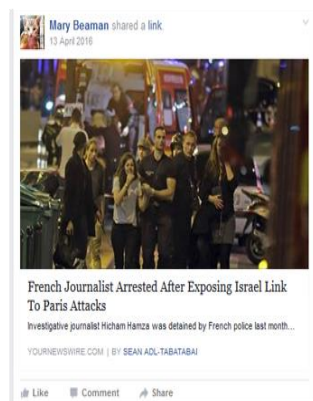 Mary Beaman shared a link.
13 April 2016
French Journalist Arrested After Exposing Israel Link
To Paris Attacks
Investigative journalist Hicham Hamza was detained by French police last month...
YOURNEWSWIRE.COM | BY SEAN ADL-TABATABAI
Like Comment Share